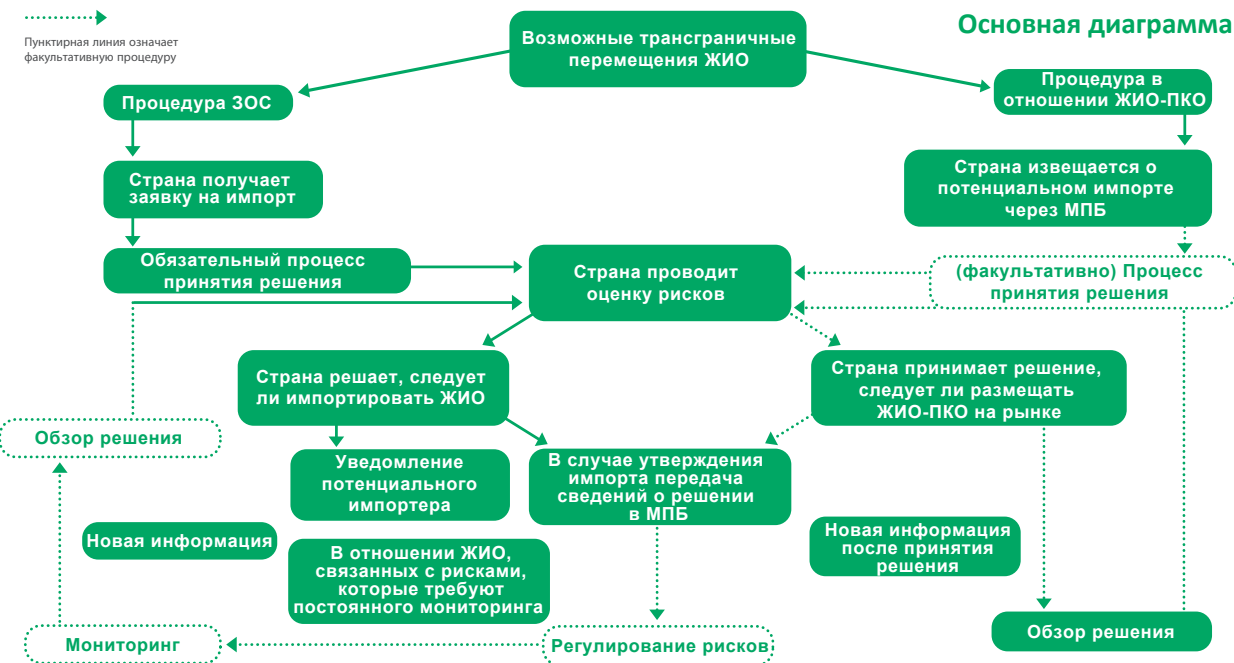 Основная диаграмма
Пунктирная линия означает
факультативную процедуру
Возможные трансграничные
перемещения ЖИО
Процедура ЗОС
Процедура в
отношении ЖИО-ПКО
Страна получает
заявку на импорт
Страна извещается о
потенциальном импорте
через МПБ
Обязательный процесс
принятия решения
Страна проводит
оценку рисков
(факультативно) Процесс
принятия решения
Страна решает, следует
ли импортировать ЖИО
Страна принимает решение,
следует ли размещать
ЖИО-ПКО на рынке
Обзор решения
Уведомление
потенциального
импортера
В случае утверждения
импорта передача
сведений о решении
в МПБ
Новая информация
В отношении ЖИО,
связанных с рисками,
которые требуют
постоянного мониторинга
Новая информация
после принятия
решения
Мониторинг
Регулирование рисков
Обзор решения